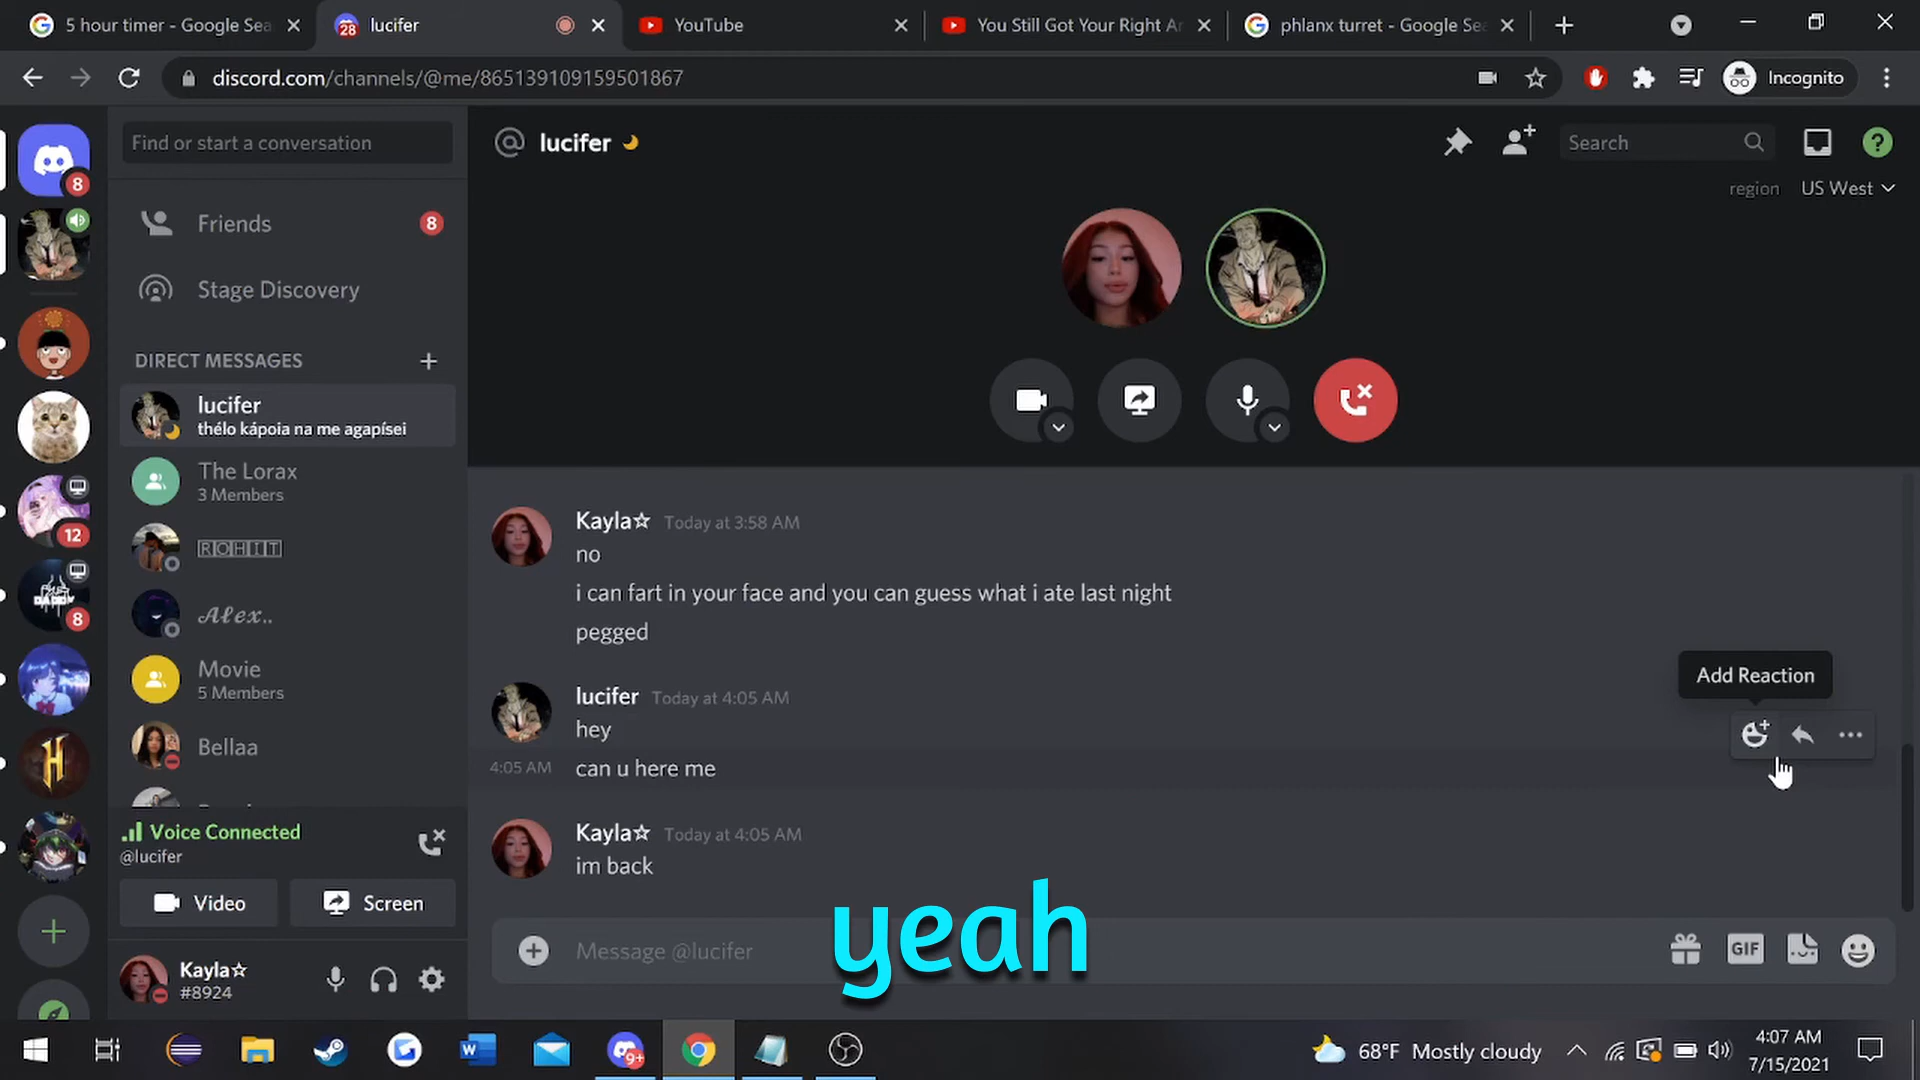 5 hour timer - Google Sea
28
lucifer
YouTube
You Still Got Your Right Ar
phlanx turret - Google Sea
discord.com/channels/@me/865139109159501867
Incognito
Find or start a conversation
lucifer
Search
region US West
8
Friends 8
Stage Discovery
DIRECT MESSAGES
lucifer
thélo kápoia na me agapísei
The Lorax
3 Members
ROHIT
12
𝓐𝓵𝓮𝔁..
DADDY
8
Movie
5 Members
Bellaa
H
Voice Connected
@lucifer
Video Screen
Kayla☆
#8924
Kayla☆ Today at 3:58 AM
no
i can fart in your face and you can guess what i ate last night
pegged
Add Reaction
lucifer Today at 4:05 AM
hey
4:05 AM can u here me
Kayla☆ Today at 4:05 AM
im back
Message @lucifer
GIF
yeah
W
9+
68°F Mostly cloudy
4:07 AM
7/15/2021